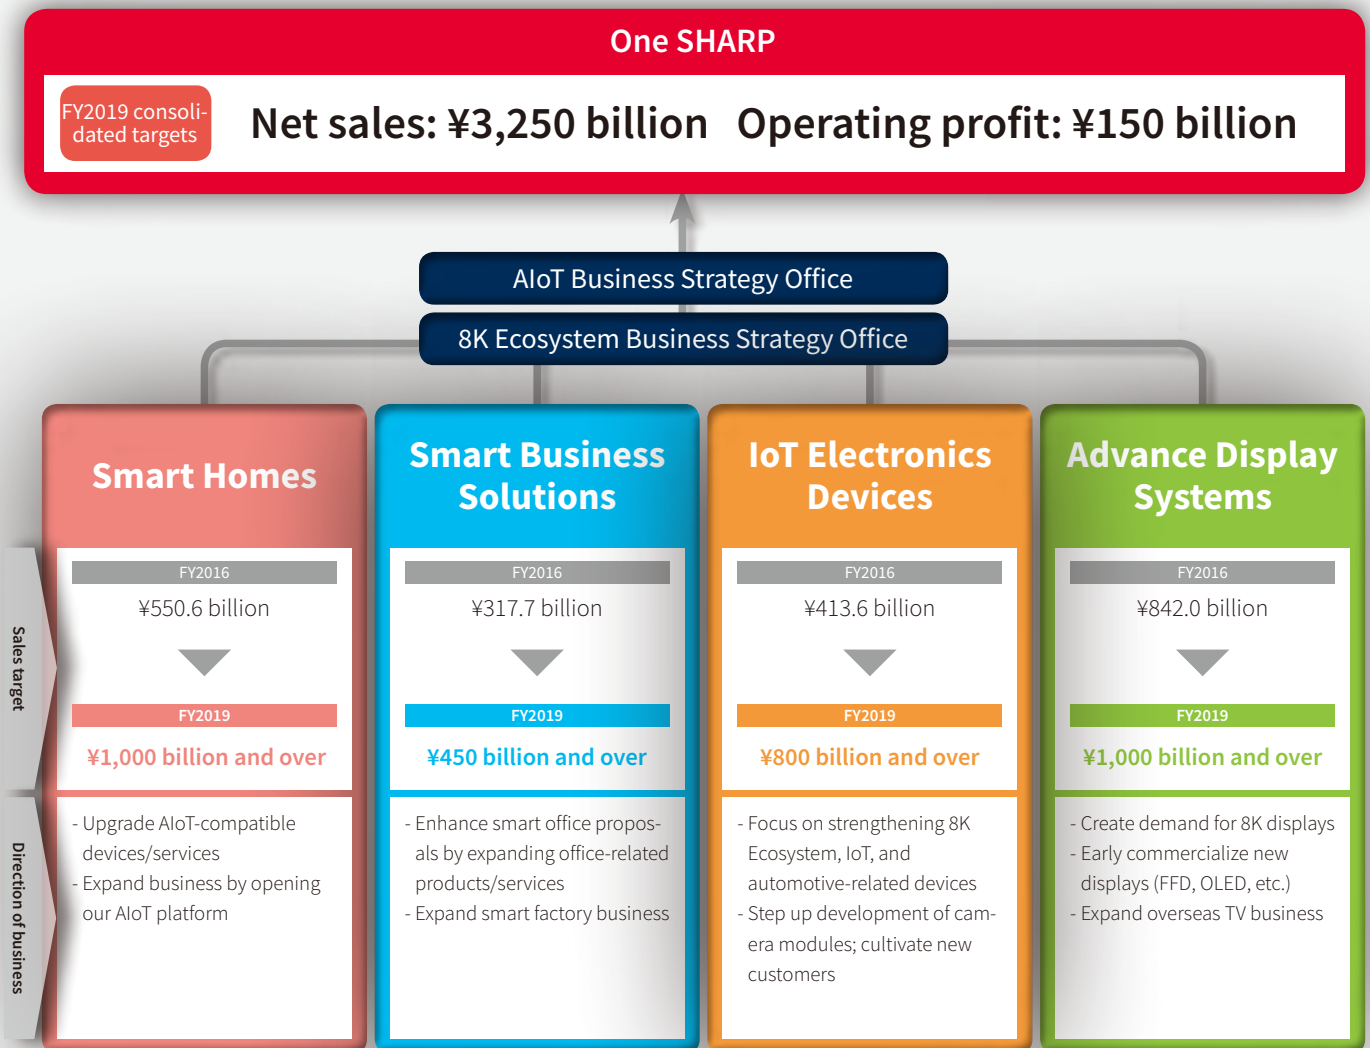 One SHARP
FY2019 consoli-
dated targets
Net sales: ¥3,250 billion Operating profit: ¥150 billion
AIoT Business Strategy Office
8K Ecosystem Business Strategy Office
Smart Homes
Smart Business
Solutions
IoT Electronics
Devices
Advance Display
Systems
Sales target
FY2016
¥550.6 billion
FY2019
¥1,000 billion and over
FY2016
¥317.7 billion
FY2019
¥450 billion and over
FY2016
¥413.6 billion
FY2019
¥800 billion and over
FY2016
¥842.0 billion
FY2019
¥1,000 billion and over
Direction of business
- Upgrade AIoT-compatible
devices/services
- Expand business by opening
our AIoT platform
- Enhance smart office propos-
als by expanding office-related
products/services
- Expand smart factory business
- Focus on strengthening 8K
Ecosystem, IoT, and
automotive-related devices
- Step up development of cam-
era modules; cultivate new
customers
- Create demand for 8K displays
- Early commercialize new
displays (FFD, OLED, etc.)
- Expand overseas TV business